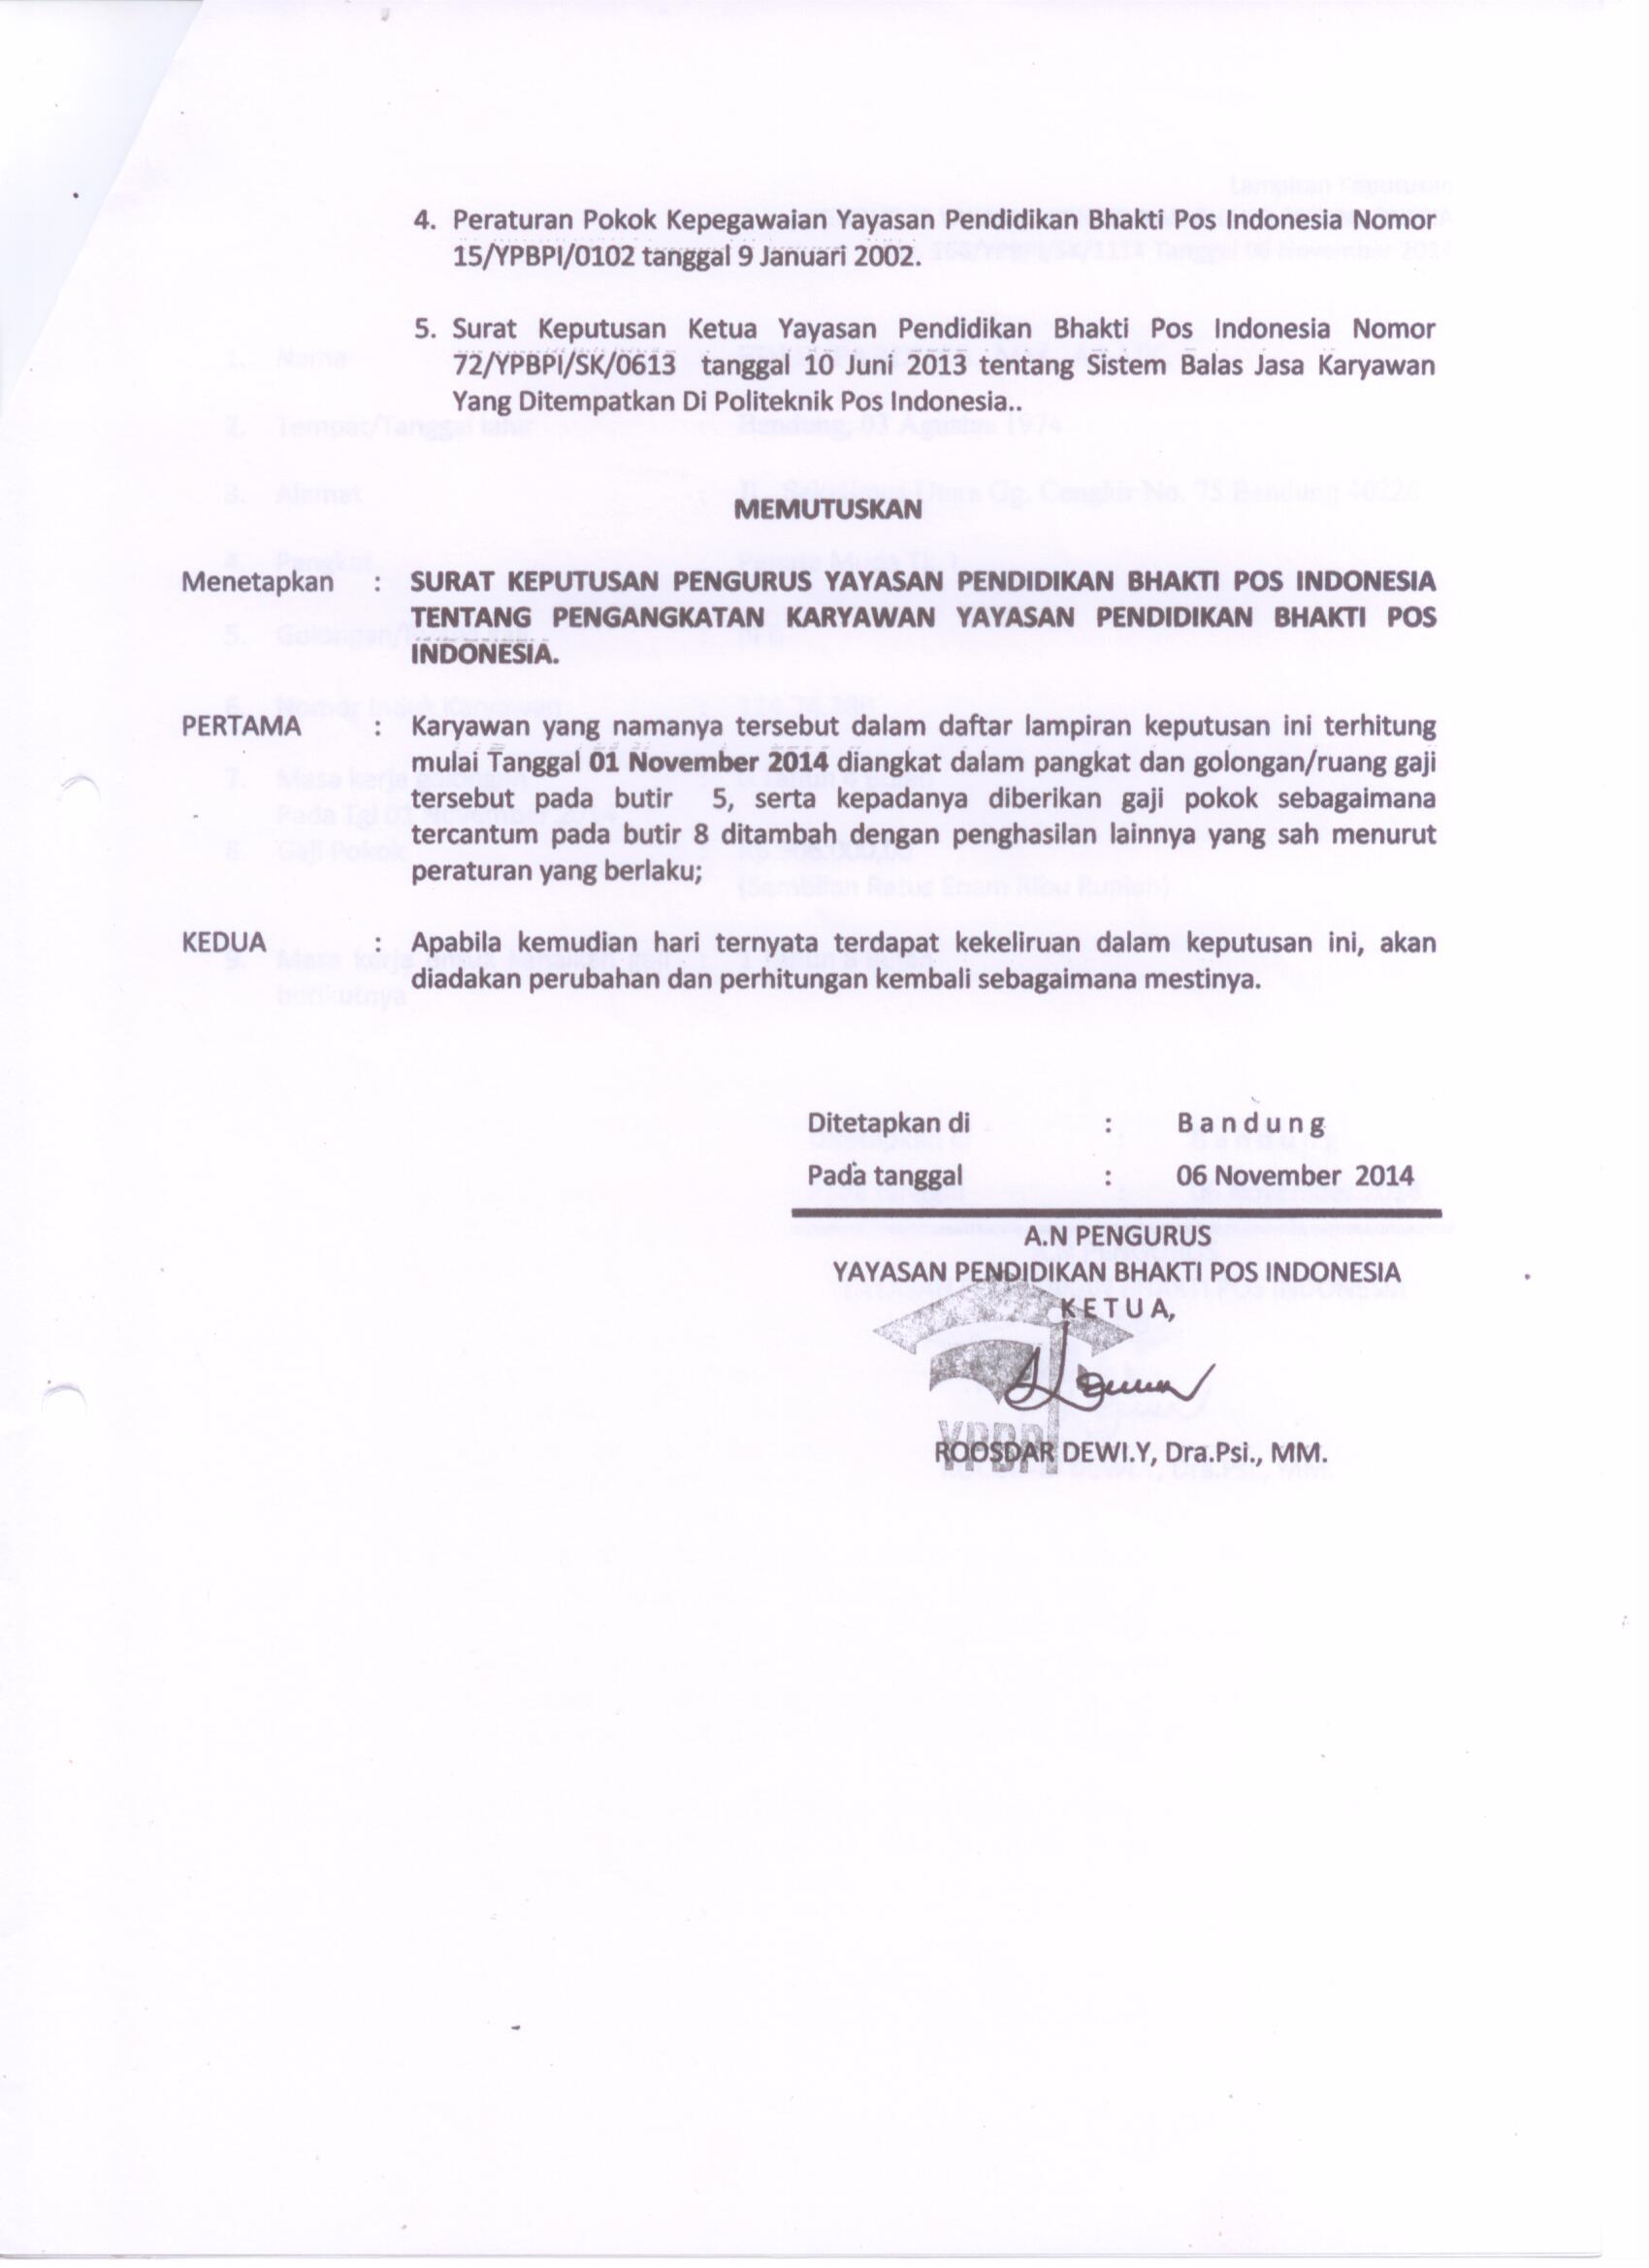 4. Peraturan Pokok Kepegawaian Yayasan Pendidikan Bhakti Pos Indonesia Nomor
15/YPBPI/0102 tanggal 9 Januari 2002.
5. Surat Keputusan Ketua Yayasan Pendidikan Bhakti Pos Indonesia Nomor
72/YPBPI/SK/0613 tanggal 10 Juni 2013 tentang Sistem Balas Jasa Karyawan
Yang Ditempatkan Di Politeknik Pos Indonesia..
MEMUTUSKAN
Menetapkan : SURAT KEPUTUSAN PENGURUS YAYASAN PENDIDIKAN BHAKTI POS INDONESIA
TENTANG PENGANGKATAN KARYAWAN YAYASAN PENDIDIKAN BHAKTI POS
INDONESIA.
PERTAMA : Karyawan yang namanya tersebut dalam daftar lampiran keputusan ini terhitung
mulai Tanggal 01 November 2014 diangkat dalam pangkat dan golongan/ruang gaji
tersebut pada butir 5, serta kepadanya diberikan gaji pokok sebagaimana
tercantum pada butir 8 ditambah dengan penghasilan lainnya yang sah menurut
peraturan yang berlaku;
KEDUA : Apabila kemudian hari ternyata terdapat kekeliruan dalam keputusan ini, akan
diadakan perubahan dan perhitungan kembali sebagaimana mestinya.
Ditetapkan di : B a n d u n g
Pada tanggal : 06 November 2014
A.N PENGURUS
YAYASAN PENDIDIKAN BHAKTI POS INDONESIA
K E T U A,
YPBPI
ROOSDAR DEWI.Y, Dra.Psi., MM.